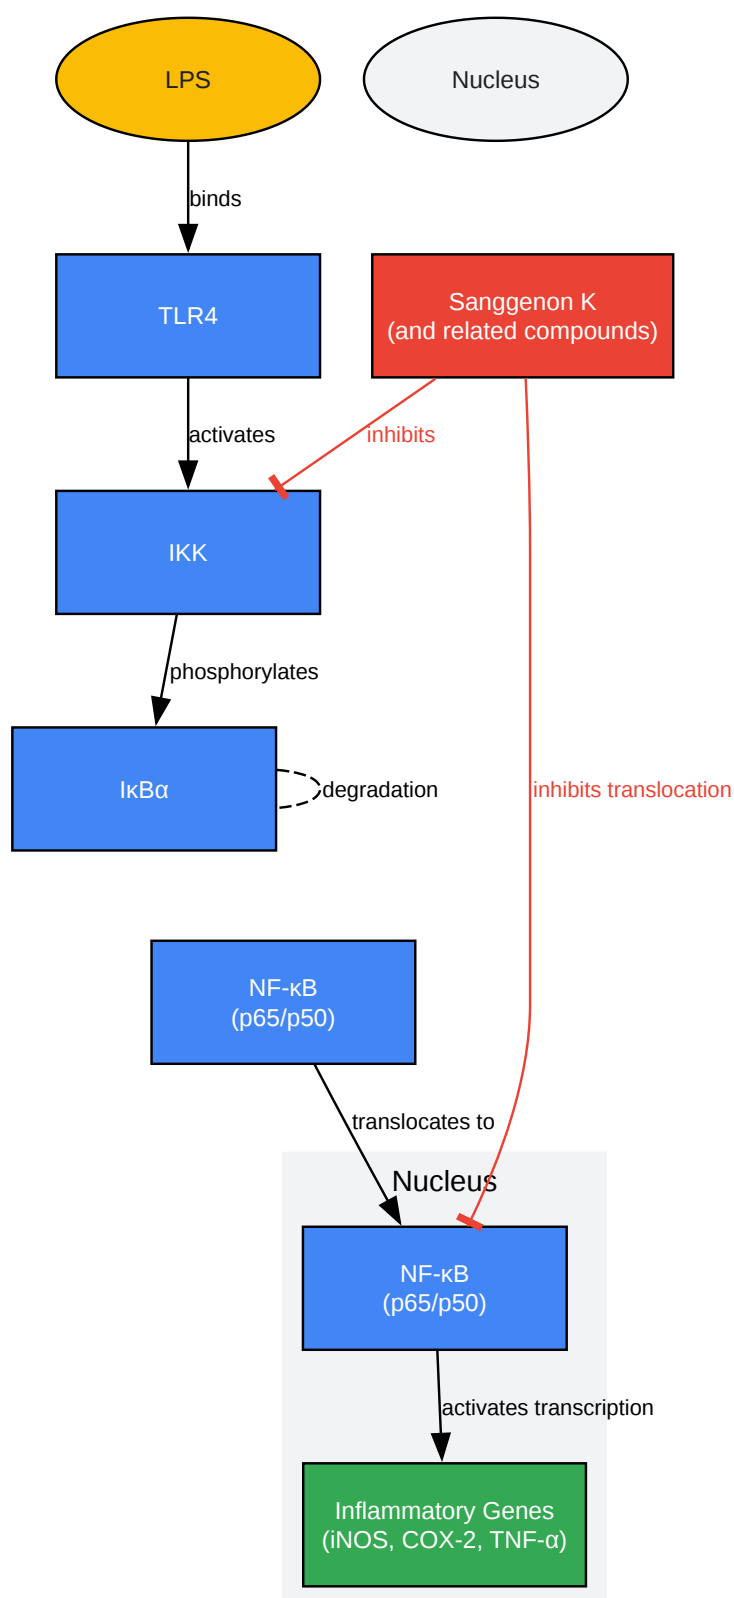 LPS
Nucleus
binds
TLR4
Sanggenon K
(and related compounds)
activates
inhibits
IKK
phosphorylates
IκBα
degradation
inhibits translocation
NF-κB
(p65/p50)
translocates to
Nucleus
NF-κB
(p65/p50)
activates transcription
Inflammatory Genes
(iNOS, COX-2, TNF-α)